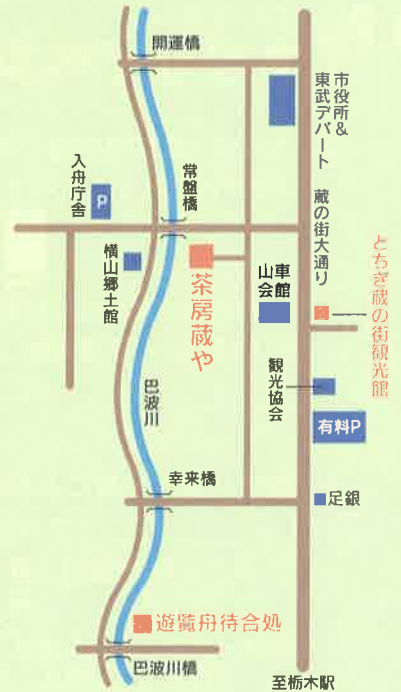 開運橋
市役所&
東武デパート
蔵の街大通り
入舟庁舎
P
常盤橋
横山郷土館
茶房蔵や
山車
会館
とちぎ蔵の街観光館
巴波川
観光協会
有料P
幸来橋
足銀
遊覧舟待合処
巴波川橋
至栃木駅